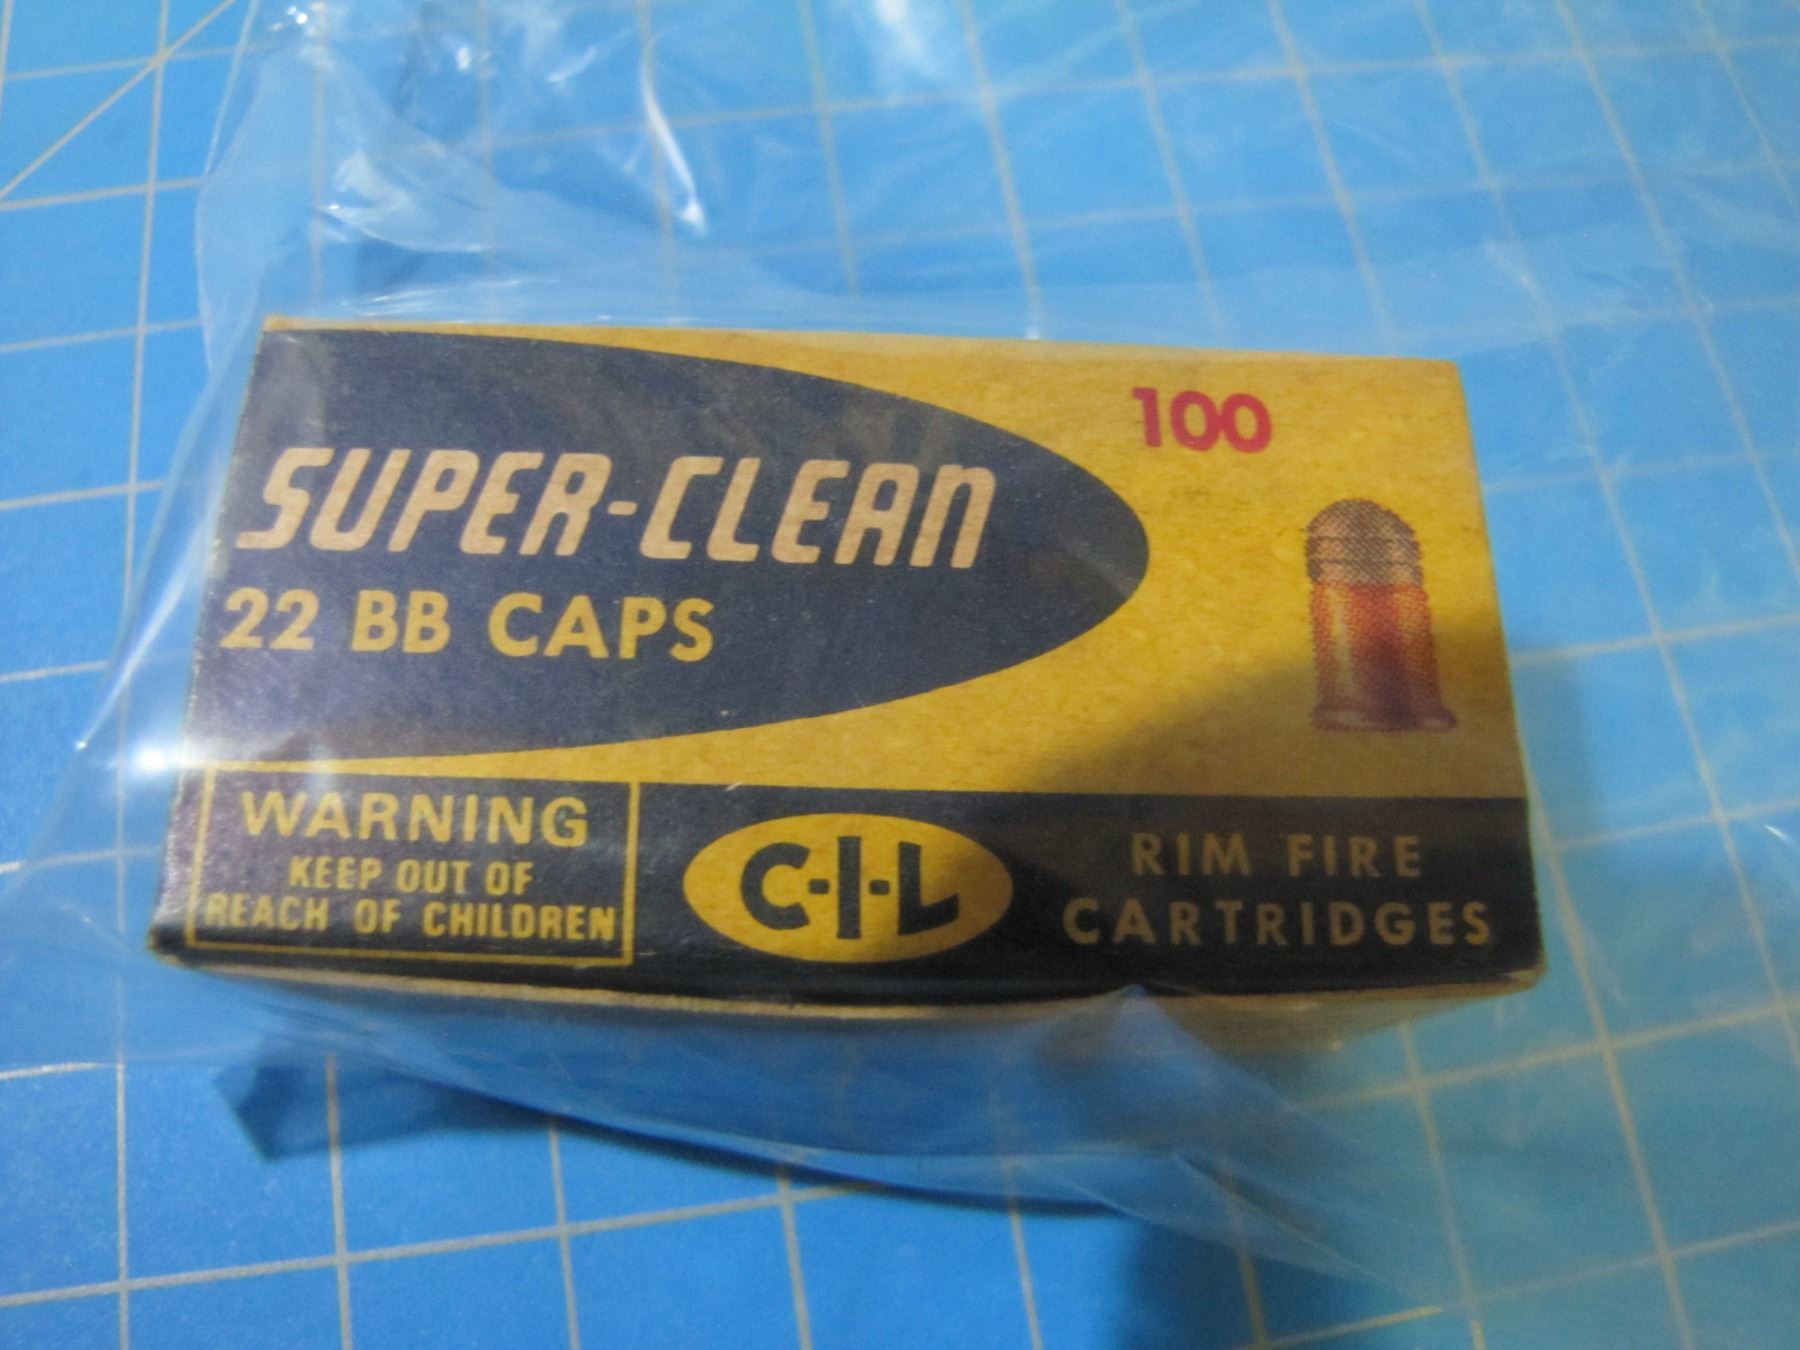 100
SUPER-CLEAN
22 BB CAPS
WARNING
KEEP OUT OF
REACH OF CHILDREN
C-I-L
RIM FIRE
CARTRIDGES